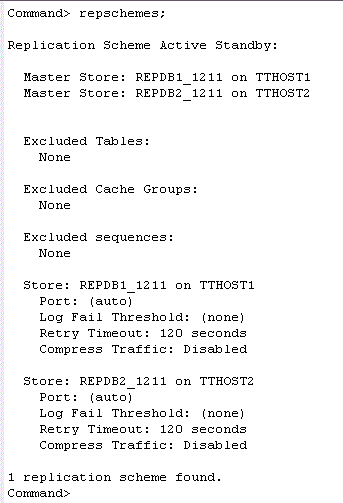 Command> repschemes;
Replication Scheme Active Standby:
Master Store: REPDB1_1211 on TTHOST1
Master Store: REPDB2_1211 on TTHOST2
Excluded Tables:
None
Excluded Cache Groups:
None
Excluded sequences:
None
Store: REPDB1_1211 on TTHOST1
Port: (auto)
Log Fail Threshold: (none)
Retry Timeout: 120 seconds
Compress Traffic: Disabled
Store: REPDB2_1211 on TTHOST2
Port: (auto)
Log Fail Threshold: (none)
Retry Timeout: 120 seconds
Compress Traffic: Disabled
1 replication scheme found.
Command>